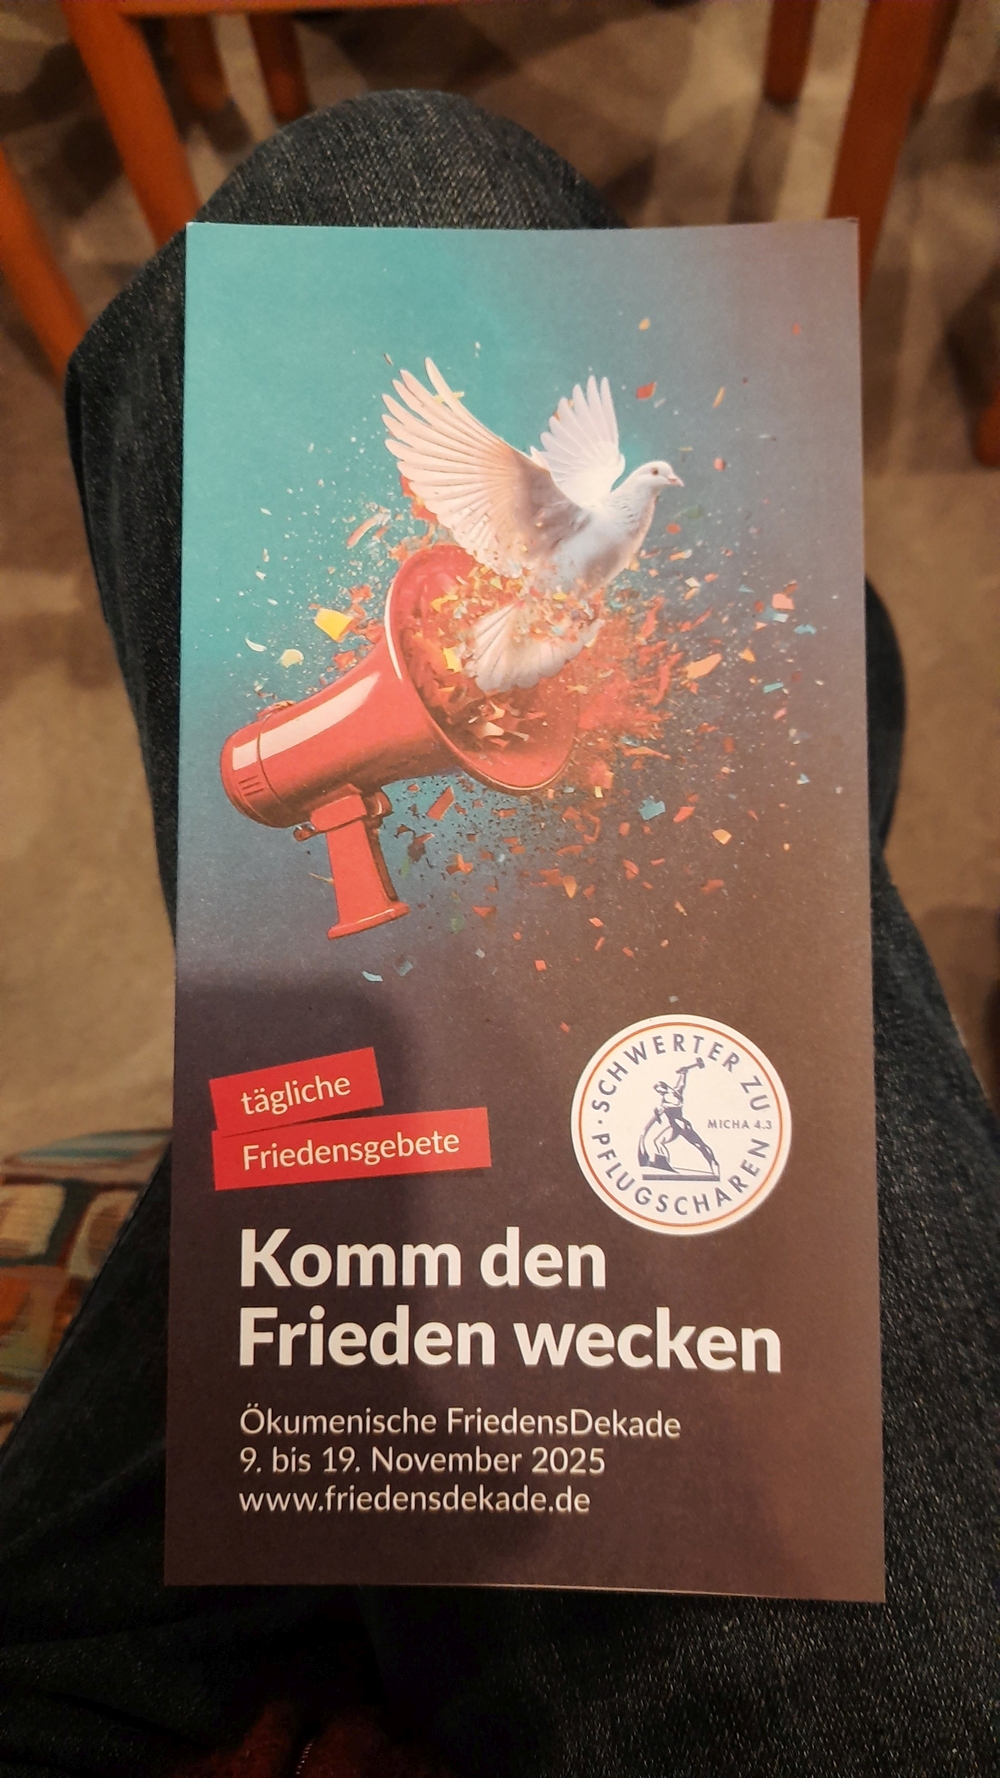 tägliche
Friedensgebete
· SCHWERTER ZU PFLUGSCHAREN
MICHA 4.3
Komm den
Frieden wecken
Ökumenische FriedensDekade
9. bis 19. November 2025
www.friedensdekade.de